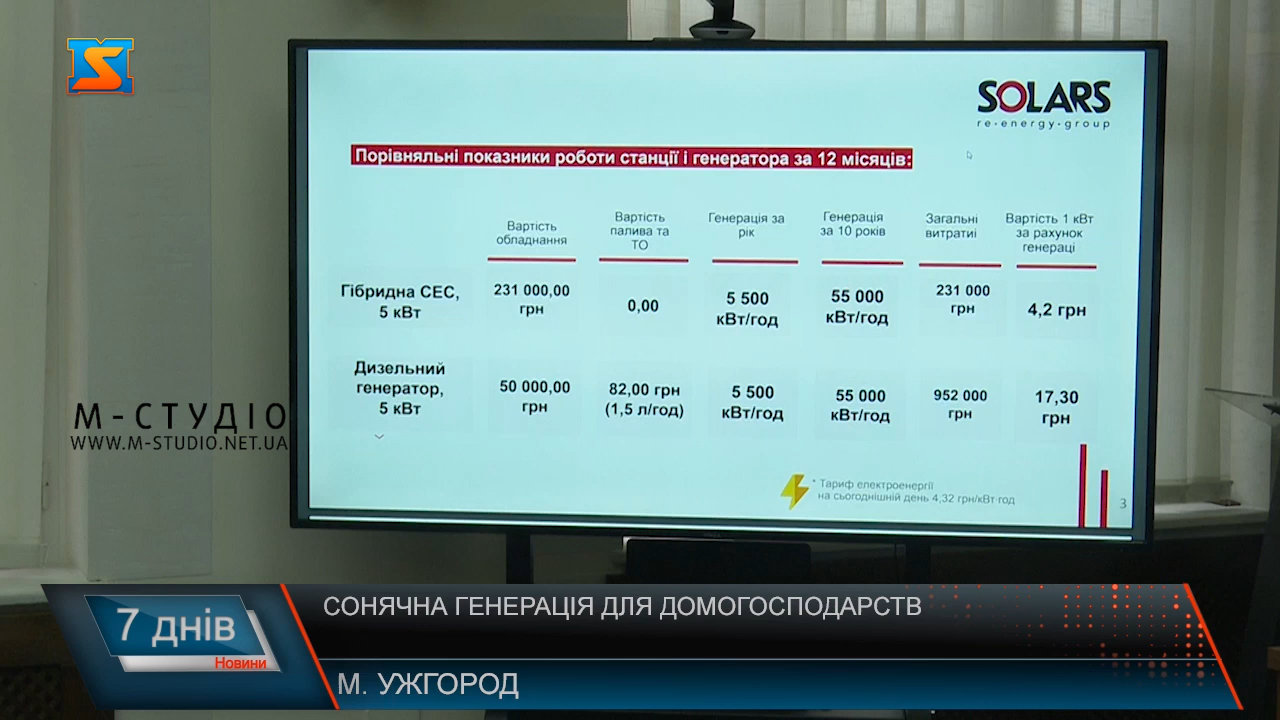 SOLARS
re-energy-group
Порівняльні показники роботи станції і генератора за 12 місяців:
Вартість
обладнання
Вартість
палива та
ТО
Генерація за
рік
Генерація
за 10 років
Загальні
витратиі
Вартість 1 кВт
за рахунок
генераці
Гібридна СЕС,
5 кВт
231 000,00
грн
0,00
5 500
кВт/год
55 000
кВт/год
231 000
грн
4,2 грн
Дизельний
генератор,
5 кВт
50 000,00
грн
82,00 грн
(1,5 л/год)
5 500
кВт/год
55 000
кВт/год
952 000
грн
17,30
грн
* Тариф електроенергії
на сьогоднішній день 4,32 грн/кВт·год
3
М-СТУДІО
WWW.M-STUDIO.NET.UA
7 днів
Новини
СОНЯЧНА ГЕНЕРАЦІЯ ДЛЯ ДОМОГОСПОДАРСТВ
М. УЖГОРОД